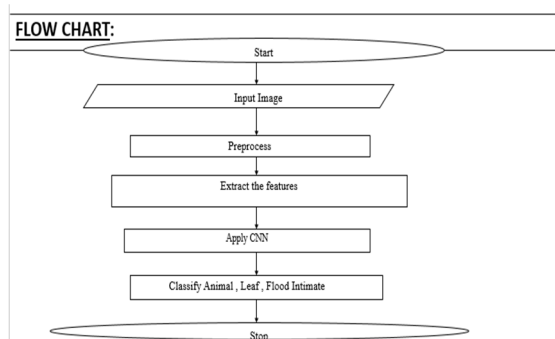 FLOW CHART:
Start
Input Image
Preprocess
Extract the features
Apply CNN
Classify Animal , Leaf , Flood Intimate
Stop